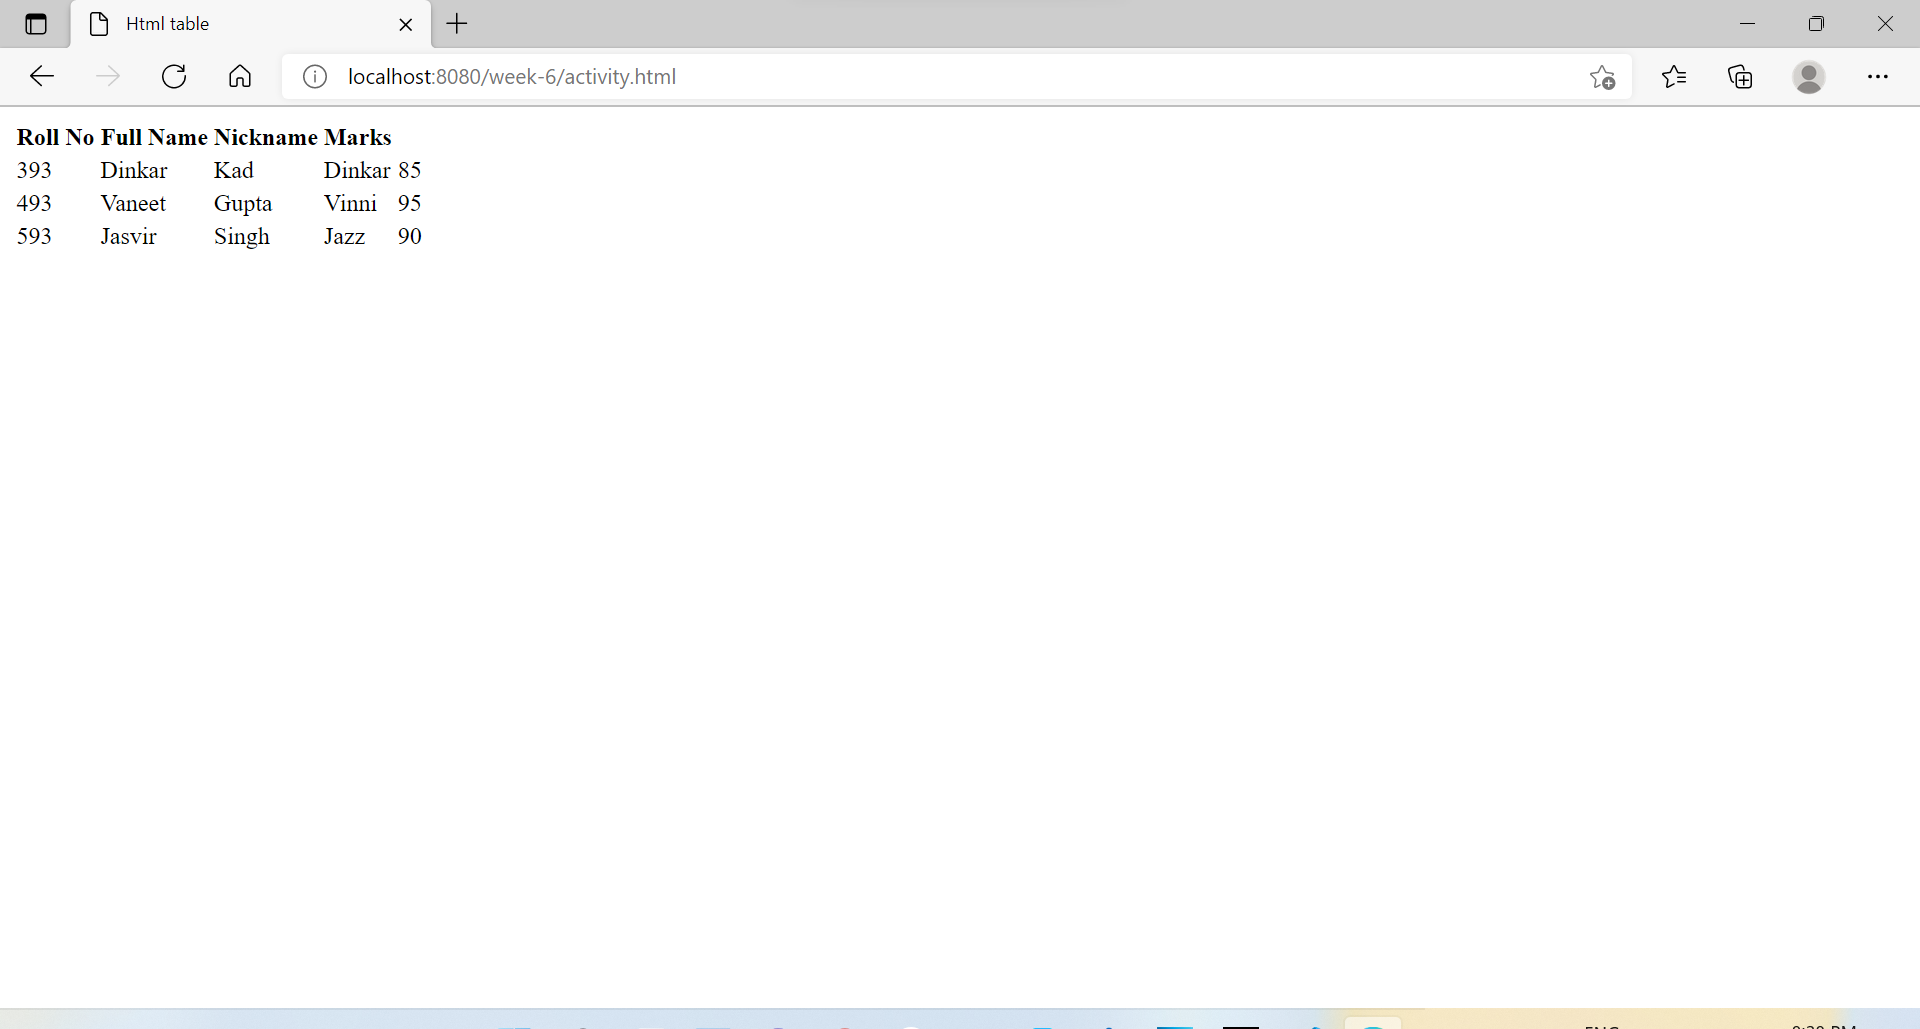 Html table
localhost:8080/week-6/activity.html
Roll No Full Name Nickname Marks
393 Dinkar Kad Dinkar 85
493 Vaneet Gupta Vinni 95
593 Jasvir Singh Jazz 90